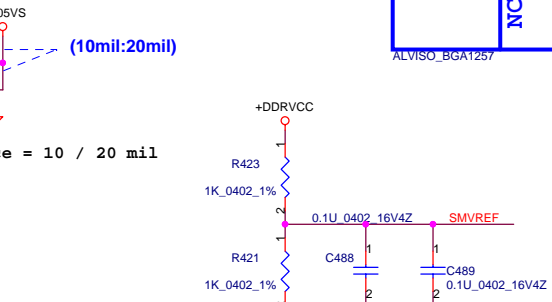 05VS
(10mil:20mil)
NC
ALVISO_BGA1257
e = 10 / 20 mil
+DDRVCC
1
R423
1K_0402_1%
2
0.1U_0402_16V4Z
SMVREF
1
R421
1K_0402_1%
C488
1
2
1
C489
0.1U_0402_16V4Z
2